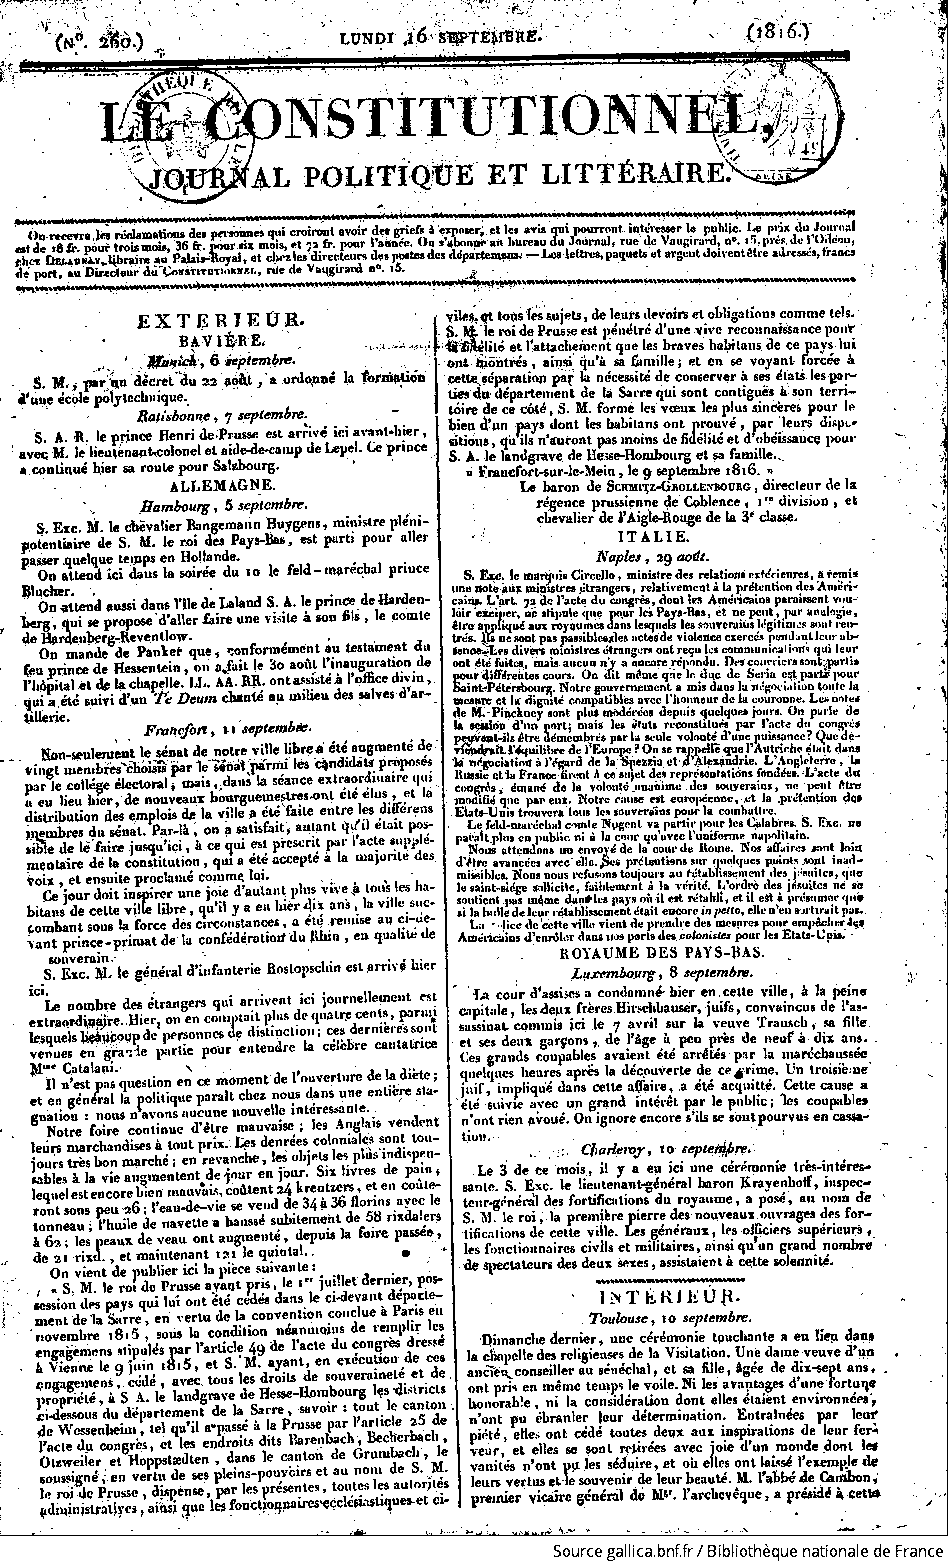 (No. 260.)
LUNDI 16 SEPTEMBRE.
(1816.)
LE CONSTITUTIONNEL,
JOURNAL POLITIQUE ET LITTÉRAIRE.
On recevra les réclamations des personnes qui croiront avoir des griefs à exposer, et les avis qui pourront intéresser le public. Le prix du Journal
est de 18 fr. pour trois mois, 36 fr. pour six mois, et 72 fr. pour l'année. On s'abonne au bureau du Journal, rue de Vaugirard, n°. 15, près de l'Odéon,
chez DELAUNAY, libraire au Palais-Royal, et chez les directeurs des postes des départemens. — Les lettres, paquets et argent doivent être adressés, francs
de port, au Directeur du CONSTITUTIONNEL, rue de Vaugirard n°. 15.
EXTÉRIEUR.
BAVIÈRE.
Munich, 6 septembre.
S. M., par un décret du 22 août, a ordonné la formation
d'une école polytechnique.
Ratisbonne, 7 septembre.
S. A. R. le prince Henri de Prusse est arrivé ici avant-hier,
avec M. le lieutenant-colonel et aide-de-camp de Lepel. Ce prince
a continué hier sa route pour Salzbourg.
ALLEMAGNE.
Hambourg, 5 septembre.
S. Exc. M. le chevalier Bangemann Huygens, ministre pléni-
potentiaire de S. M. le roi des Pays-Bas, est parti pour aller
passer quelque temps en Hollande.
On attend ici dans la soirée du 10 le feld-maréchal prince
Blucher.
On attend aussi dans l'île de Laland S. A. le prince de Harden-
berg, qui se propose d'aller faire une visite à son fils, le comte
de Hardenberg-Reventlow.
On mande de Panker que, conformément au testament du
feu prince de Hessentein, on a fait le 30 août l'inauguration de
l'hôpital et de la chapelle. LL. AA. RR. ont assisté à l'office divin,
qui a été suivi d'un Te Deum chanté au milieu des salves d'ar-
tillerie.
Francfort, 11 septembre.
Non-seulement le sénat de notre ville libre a été augmenté de
vingt membres choisis par le sénat parmi les candidats proposés
par le collége électoral; mais, dans la séance extraordinaire qui
a eu lieu hier, de nouveaux bourguemestres ont été élus, et la
distribution des emplois de la ville a été faite entre les différens
membres du sénat. Par-là, on a satisfait, autant qu'il était pos-
sible de le faire jusqu'ici, à ce qui est prescrit par l'acte supplé-
mentaire de la constitution, qui a été accepté à la majorité des
voix, et ensuite proclamé comme loi.
Ce jour doit inspirer une joie d'autant plus vive à tous les ha-
bitans de cette ville libre, qu'il y a eu hier dix ans, la ville suc-
combant sous la force des circonstances, a été remise au ci-de-
vant prince-primat de la confédération du Rhin, en qualité de
souverain.
S. Exc. M. le général d'infanterie Rostopschin est arrivé hier
ici.
Le nombre des étrangers qui arrivent ici journellement est
extraordinaire. Hier, on en comptait plus de quatre cents, parmi
lesquels beaucoup de personnes de distinction; ces dernières sont
venues en grande partie pour entendre la célèbre cantatrice
Mme Catalani.
Il n'est pas question en ce moment de l'ouverture de la diète;
et en général la politique paraît chez nous dans une entière sta-
gnation : nous n'avons aucune nouvelle intéressante.
Notre foire continue d'être mauvaise; les Anglais vendent
leurs marchandises à tout prix. Les denrées coloniales sont tou-
jours très bon marché; en revanche, les objets les plus indispen-
sables à la vie augmentent de jour en jour. Six livres de pain,
lequel est encore bien mauvais, coûtent 24 kreutzers, et en coûte-
ront sous peu 26; l'eau-de-vie se vend de 34 à 36 florins avec le
tonneau; l'huile de navette a haussé subitement de 58 rixdalers
à 62; les peaux de veau ont augmenté, depuis la foire passée,
de 21 rixd., et maintenant 121 le quintal.
On vient de publier ici la pièce suivante :
« S. M. le roi de Prusse ayant pris, le 1er juillet dernier, pos-
session des pays qui lui ont été cédés dans le ci-devant départe-
ment de la Sarre, en vertu de la convention conclue à Paris en
novembre 1815, sous la condition néanmoins de remplir les
engagemens stipulés par l'article 49 de l'acte du congrès dressé
à Vienne le 9 juin 1815, et S. M. ayant, en exécution de ces
engagemens, cédé, avec tous les droits de souveraineté et de
propriété, à S. A. le landgrave de Hesse-Hombourg les districts
ci-dessous du département de la Sarre, savoir : tout le canton
de Wessenheim, tel qu'il a passé à la Prusse par l'article 25 de
l'acte du congrès, et les endroits dits Barenbach, Becherbach,
Otzweiler et Hoppstædten, dans le canton de Grumbach, le
soussigné, en vertu de ses pleins-pouvoirs et au nom de S. M.
le roi de Prusse, dispense, par les présentes, toutes les autorités
administratives, ainsi que les fonctionnaires ecclésiastiques et ci-
viles, et tous les sujets, de leurs devoirs et obligations comme tels.
S. M. le roi de Prusse est pénétré d'une vive reconnaissance pour
la fidélité et l'attachement que les braves habitans de ce pays lui
ont montrés, ainsi qu'à sa famille; et en se voyant forcée à
cette séparation par la nécessité de conserver à ses états les par-
ties du département de la Sarre qui sont contiguës à son terri-
toire de ce côté, S. M. forme les vœux les plus sincères pour le
bien d'un pays dont les habitans ont prouvé, par leurs dispo-
sitions, qu'ils n'auront pas moins de fidélité et d'obéissance pour
S. A. le landgrave de Hesse-Hombourg et sa famille.
» Francfort-sur-le-Mein, le 9 septembre 1816. »
Le baron de SCHMITZ-GROLLENBOURG, directeur de la
régence prussienne de Coblence, 1re division, et
chevalier de l'Aigle-Rouge de la 3e classe.
ITALIE.
Naples, 29 août.
S. Exc. le marquis Circello, ministre des relations extérieures, a remis
une note aux ministres étrangers, relativement à la prétention des Améri-
cains. L'art. 72 de l'acte du congrès, dont les Américains paraissent vou-
loir exciper, ne stipule que pour les Pays-Bas, et ne peut, par analogie,
être appliqué aux royaumes dans lesquels les souverains légitimes sont ren-
trés. Ils ne sont pas passibles des actes de violence exercés pendant leur ab-
sence. Les divers ministres étrangers ont reçu les communications qui leur
ont été faites, mais aucun n'y a encore répondu. Des courriers sont partis
pour différentes cours. On dit même que le duc de Seria est parti pour
Saint-Pétersbourg. Notre gouvernement a mis dans la négociation toute la
mesure et la dignité compatibles avec l'honneur de la couronne. Les notes
de M. Pinckney sont plus modérées depuis quelques jours. On parle de
la session d'un port; mais les états reconstitués par l'acte du congrès
peuvent-ils être démembrés par la seule volonté d'une puissance? Que de-
viendrait l'équilibre de l'Europe? On se rappelle que l'Autriche était dans
la négociation à l'égard de la Spezzia et d'Alexandrie. L'Angleterre, la
Russie et la France firent à ce sujet des représentations fondées. L'acte du
congrès, émané de la volonté unanime des souverains, ne peut être
modifié que par eux. Notre cause est européenne, et la prétention des
Etats-Unis trouvera tous les souverains pour la combattre.
Le feld-maréchal comte Nugent va partir pour les Calabres. S. Exc. ne
paraît plus en public ni à la cour qu'avec l'uniforme napolitain.
Nous attendons un envoyé de la cour de Rome. Nos affaires sont loin
d'être avancées avec elle. Ses prétentions sur quelques points sont inad-
missibles. Nous nous refusons toujours au rétablissement des jésuites, que
le saint-siége sollicite, faiblement à la vérité. L'ordre des jésuites ne se
soutient pas même dans les pays où il est rétabli, et il est à présumer que
si la bulle de leur rétablissement était encore in petto, elle n'en sortirait pas.
La police de cette ville vient de prendre des mesures pour empêcher des
Américains d'enrôler dans nos ports des colonistes pour les Etats-Unis.
ROYAUME DES PAYS-BAS.
Luxembourg, 8 septembre.
La cour d'assises a condamné hier en cette ville, à la peine
capitale, les deux frères Hirschhauser, juifs, convaincus de l'as-
sassinat commis ici le 7 avril sur la veuve Trausch, sa fille
et ses deux garçons, de l'âge à peu près de neuf à dix ans.
Ces grands coupables avaient été arrêtés par la maréchaussée
quelques heures après la découverte de ce crime. Un troisième
juif, impliqué dans cette affaire, a été acquitté. Cette cause a
été suivie avec un grand intérêt par le public; les coupables
n'ont rien avoué. On ignore encore s'ils se sont pourvus en cassa-
tion.
Charleroy, 10 septembre.
Le 3 de ce mois, il y a eu ici une cérémonie très-intéres-
sante. S. Exc. le lieutenant-général baron Krayenhoff, inspec-
teur-général des fortifications du royaume, a posé, au nom de
S. M. le roi, la première pierre des nouveaux ouvrages des for-
tifications de cette ville. Les généraux, les officiers supérieurs,
les fonctionnaires civils et militaires, ainsi qu'un grand nombre
de spectateurs des deux sexes, assistaient à cette solennité.
INTÉRIEUR.
Toulouse, 10 septembre.
Dimanche dernier, une cérémonie touchante a eu lieu dans
la chapelle des religieuses de la Visitation. Une dame veuve d'un
ancien conseiller au sénéchal, et sa fille, âgée de dix-sept ans,
ont pris en même temps le voile. Ni les avantages d'une fortune
honorable, ni la considération dont elles étaient environnées,
n'ont pu ébranler leur détermination. Entraînées par leur
piété, elles ont cédé toutes deux aux inspirations de leur fer-
veur, et elles se sont retirées avec joie d'un monde dont les
vanités n'ont pu les séduire, et où elles ont laissé l'exemple de
leurs vertus et le souvenir de leur beauté. M. l'abbé de Cambon,
premier vicaire général de Mgr. l'archevêque, a présidé à cette
Source gallica.bnf.fr / Bibliothèque nationale de France